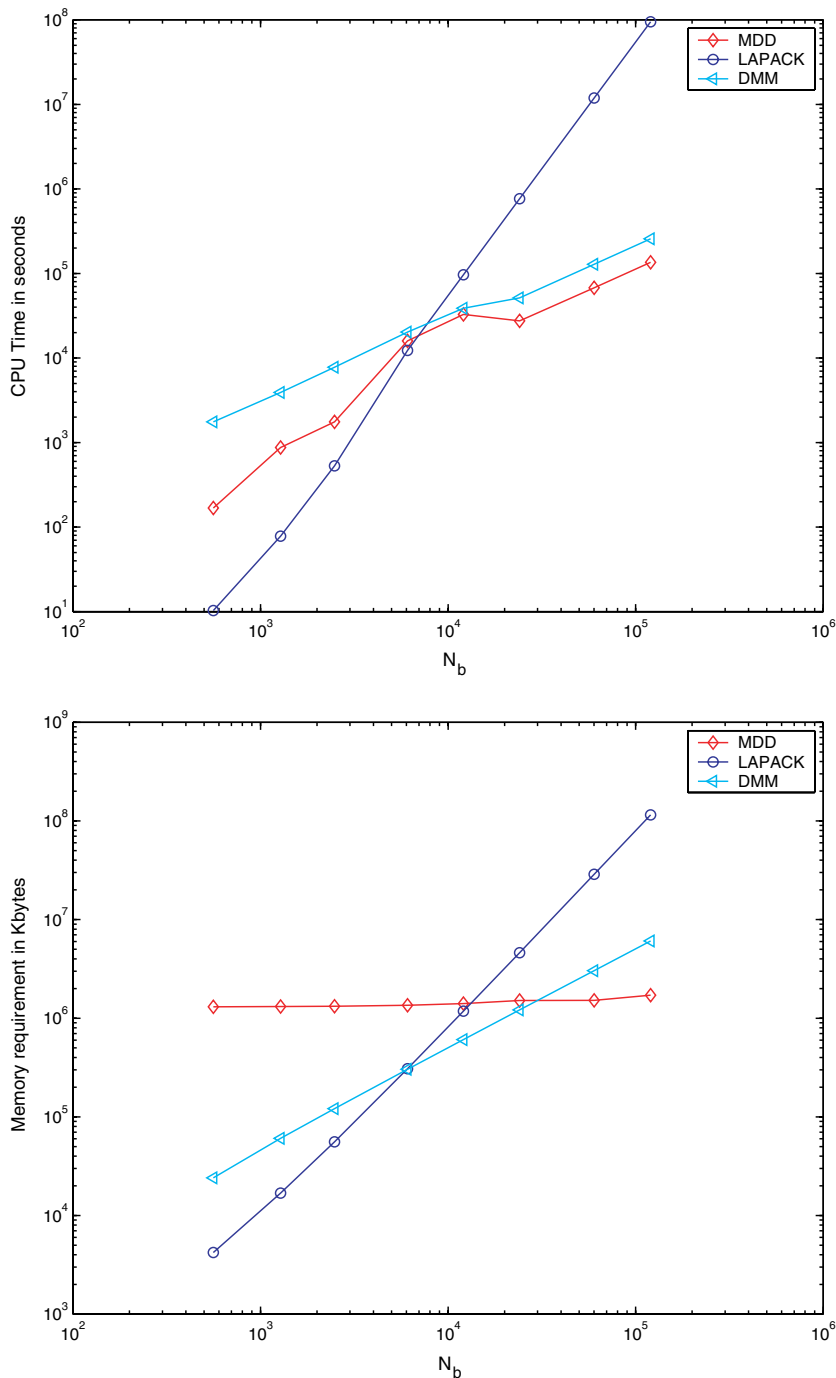 10^8
10^7
10^6
10^5
10^4
10^3
10^2
10^1
CPU Time in seconds
MDD
LAPACK
DMM
10^2
10^3
10^4
10^5
10^6
N_b
10^9
10^8
10^7
10^6
10^5
10^4
10^3
Memory requirement in Kbytes
MDD
LAPACK
DMM
10^2
10^3
10^4
10^5
10^6
N_b